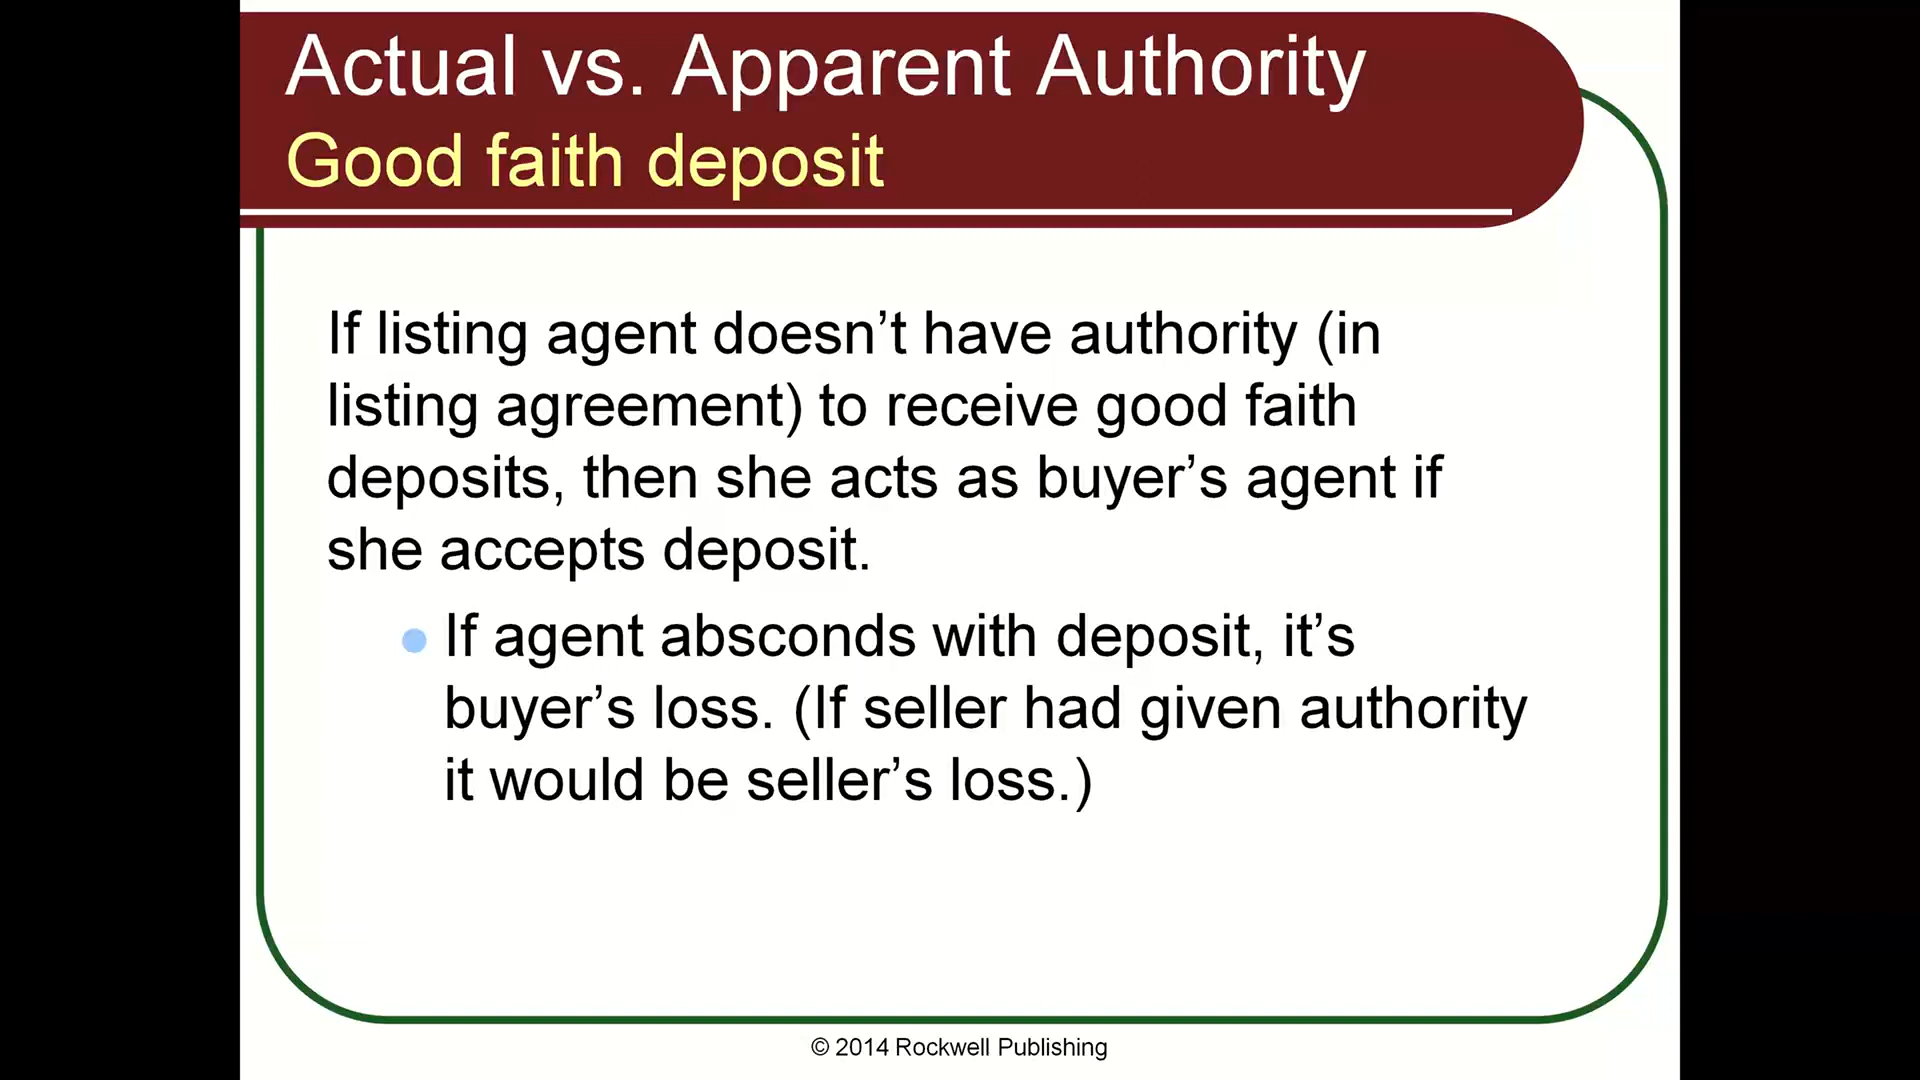 Actual vs. Apparent Authority
Good faith deposit
If listing agent doesn’t have authority (in
listing agreement) to receive good faith
deposits, then she acts as buyer’s agent if
she accepts deposit.
If agent absconds with deposit, it’s
buyer’s loss. (If seller had given authority
it would be seller’s loss.)
© 2014 Rockwell Publishing